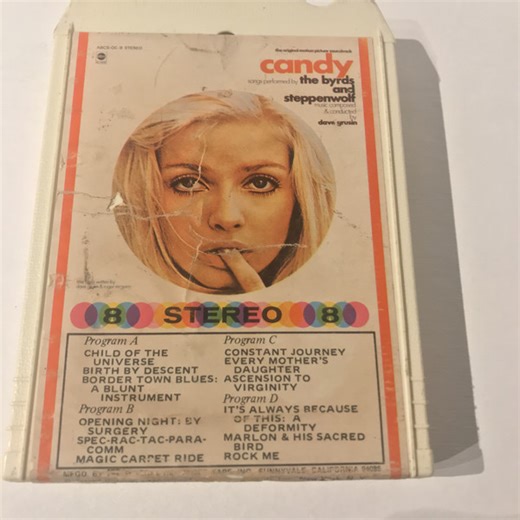 the original motion picture soundtrack
candy
songs performed by the byrds
and
steppenwolf
music composed
& conducted
by
dave grusin
8 STEREO 8
Program A
CHILD OF THE
UNIVERSE
BIRTH BY DESCENT
BORDER TOWN BLUES:
A BLUNT
INSTRUMENT
Program B
OPENING NIGHT: BY
SURGERY
SPEC-RAC-TAC-PARA-
COMM
MAGIC CARPET RIDE
Program C
CONSTANT JOURNEY
EVERY MOTHER'S
DAUGHTER
ASCENSION TO
VIRGINITY
Program D
IT'S ALWAYS BECAUSE
OF THIS: A
DEFORMITY
MARLON & HIS SACRED
BIRD
ROCK ME
INC. SUNNYVALE, CALIFORNIA